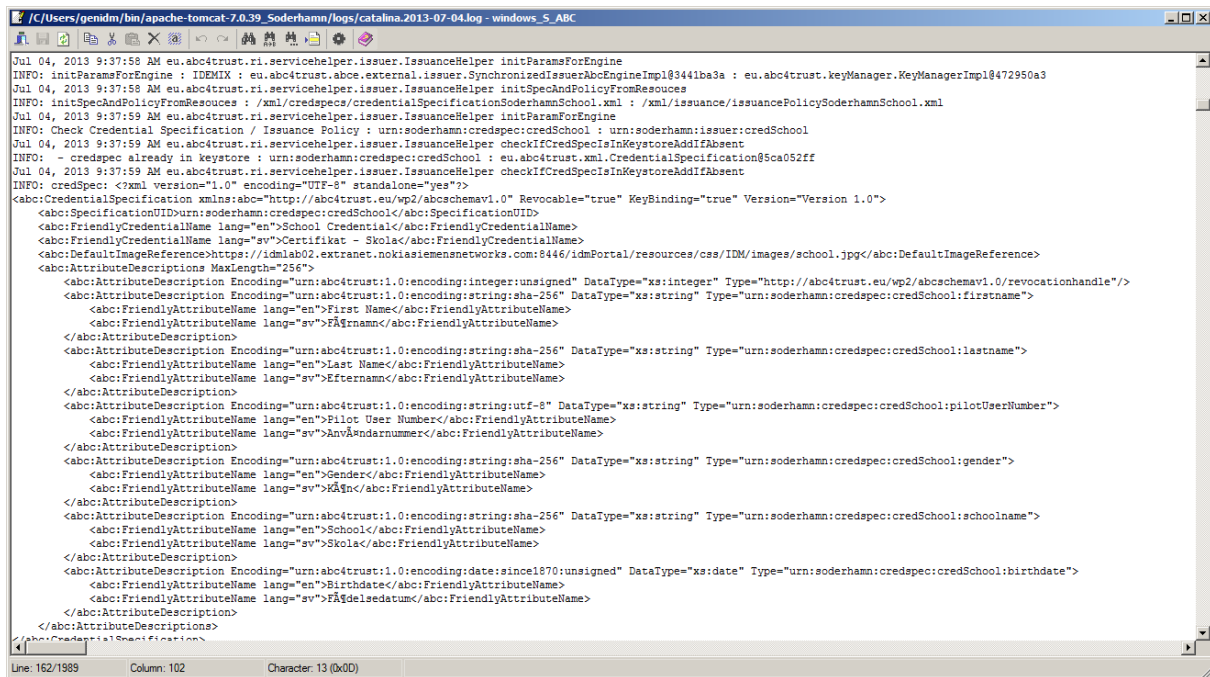 /C/Users/genidm/bin/apache-tomcat-7.0.39_Soderhamn/logs/catalina.2013-07-04.log - windows_S_ABC
Jul 04, 2013 9:37:58 AM eu.abc4trust.ri.servicehelper.issuer.IssuanceHelper initParamsForEngine
INFO: initParamsForEngine : IDEMIX : eu.abc4trust.abce.external.issuer.SynchronizedIssuerAbcEngineImpl@3441ba3a : eu.abc4trust.keyManager.KeyManagerImpl@472950a3
Jul 04, 2013 9:37:58 AM eu.abc4trust.ri.servicehelper.issuer.IssuanceHelper initSpecAndPolicyFromResouces
INFO: initSpecAndPolicyFromResouces : /xml/credspecs/credentialSpecificationSoderhamnSchool.xml : /xml/issuance/issuancePolicySoderhamnSchool.xml
Jul 04, 2013 9:37:59 AM eu.abc4trust.ri.servicehelper.issuer.IssuanceHelper initParamForEngine
INFO: Check Credential Specification / Issuance Policy : urn:soderhamn:credspec:credSchool : urn:soderhamn:issuer:credSchool
Jul 04, 2013 9:37:59 AM eu.abc4trust.ri.servicehelper.issuer.IssuanceHelper checkIfCredSpecIsInKeystoreAddIfAbsent
INFO:  - credspec already in keystore : urn:soderhamn:credspec:credSchool : eu.abc4trust.xml.CredentialSpecification@5ca052ff
Jul 04, 2013 9:37:59 AM eu.abc4trust.ri.servicehelper.issuer.IssuanceHelper checkIfCredSpecIsInKeystoreAddIfAbsent
INFO: credSpec: <?xml version="1.0" encoding="UTF-8" standalone="yes"?>
<abc:CredentialSpecification xmlns:abc="http://abc4trust.eu/wp2/abcschemav1.0" Revocable="true" KeyBinding="true" Version="Version 1.0">
<abc:SpecificationUID>urn:soderhamn:credspec:credSchool</abc:SpecificationUID>
<abc:FriendlyCredentialName lang="en">School Credential</abc:FriendlyCredentialName>
<abc:FriendlyCredentialName lang="sv">Certifikat - Skola</abc:FriendlyCredentialName>
<abc:DefaultImageReference>https://idmlab02.extranet.nokiasiemensnetworks.com:8446/idmPortal/resources/css/IDM/images/school.jpg</abc:DefaultImageReference>
<abc:AttributeDescriptions MaxLength="256">
<abc:AttributeDescription Encoding="urn:abc4trust:1.0:encoding:integer:unsigned" DataType="xs:integer" Type="http://abc4trust.eu/wp2/abcschemav1.0/revocationhandle"/>
<abc:AttributeDescription Encoding="urn:abc4trust:1.0:encoding:string:sha-256" DataType="xs:string" Type="urn:soderhamn:credspec:credSchool:firstname">
<abc:FriendlyAttributeName lang="en">First Name</abc:FriendlyAttributeName>
<abc:FriendlyAttributeName lang="sv">FÃ¶rnamn</abc:FriendlyAttributeName>
</abc:AttributeDescription>
<abc:AttributeDescription Encoding="urn:abc4trust:1.0:encoding:string:sha-256" DataType="xs:string" Type="urn:soderhamn:credspec:credSchool:lastname">
<abc:FriendlyAttributeName lang="en">Last Name</abc:FriendlyAttributeName>
<abc:FriendlyAttributeName lang="sv">Efternamn</abc:FriendlyAttributeName>
</abc:AttributeDescription>
<abc:AttributeDescription Encoding="urn:abc4trust:1.0:encoding:string:utf-8" DataType="xs:string" Type="urn:soderhamn:credspec:credSchool:pilotUserNumber">
<abc:FriendlyAttributeName lang="en">Pilot User Number</abc:FriendlyAttributeName>
<abc:FriendlyAttributeName lang="sv">AnvÃ¤ndarnummer</abc:FriendlyAttributeName>
</abc:AttributeDescription>
<abc:AttributeDescription Encoding="urn:abc4trust:1.0:encoding:string:sha-256" DataType="xs:string" Type="urn:soderhamn:credspec:credSchool:gender">
<abc:FriendlyAttributeName lang="en">Gender</abc:FriendlyAttributeName>
<abc:FriendlyAttributeName lang="sv">KÃ¶n</abc:FriendlyAttributeName>
</abc:AttributeDescription>
<abc:AttributeDescription Encoding="urn:abc4trust:1.0:encoding:string:sha-256" DataType="xs:string" Type="urn:soderhamn:credspec:credSchool:schoolname">
<abc:FriendlyAttributeName lang="en">School</abc:FriendlyAttributeName>
<abc:FriendlyAttributeName lang="sv">Skola</abc:FriendlyAttributeName>
</abc:AttributeDescription>
<abc:AttributeDescription Encoding="urn:abc4trust:1.0:encoding:date:since1870:unsigned" DataType="xs:date" Type="urn:soderhamn:credspec:credSchool:birthdate">
<abc:FriendlyAttributeName lang="en">Birthdate</abc:FriendlyAttributeName>
<abc:FriendlyAttributeName lang="sv">FÃ¶delsedatum</abc:FriendlyAttributeName>
</abc:AttributeDescription>
</abc:AttributeDescriptions>
</abc:CredentialSpecification>
Line: 162/1989 Column: 102 Character: 13 (0x0D)